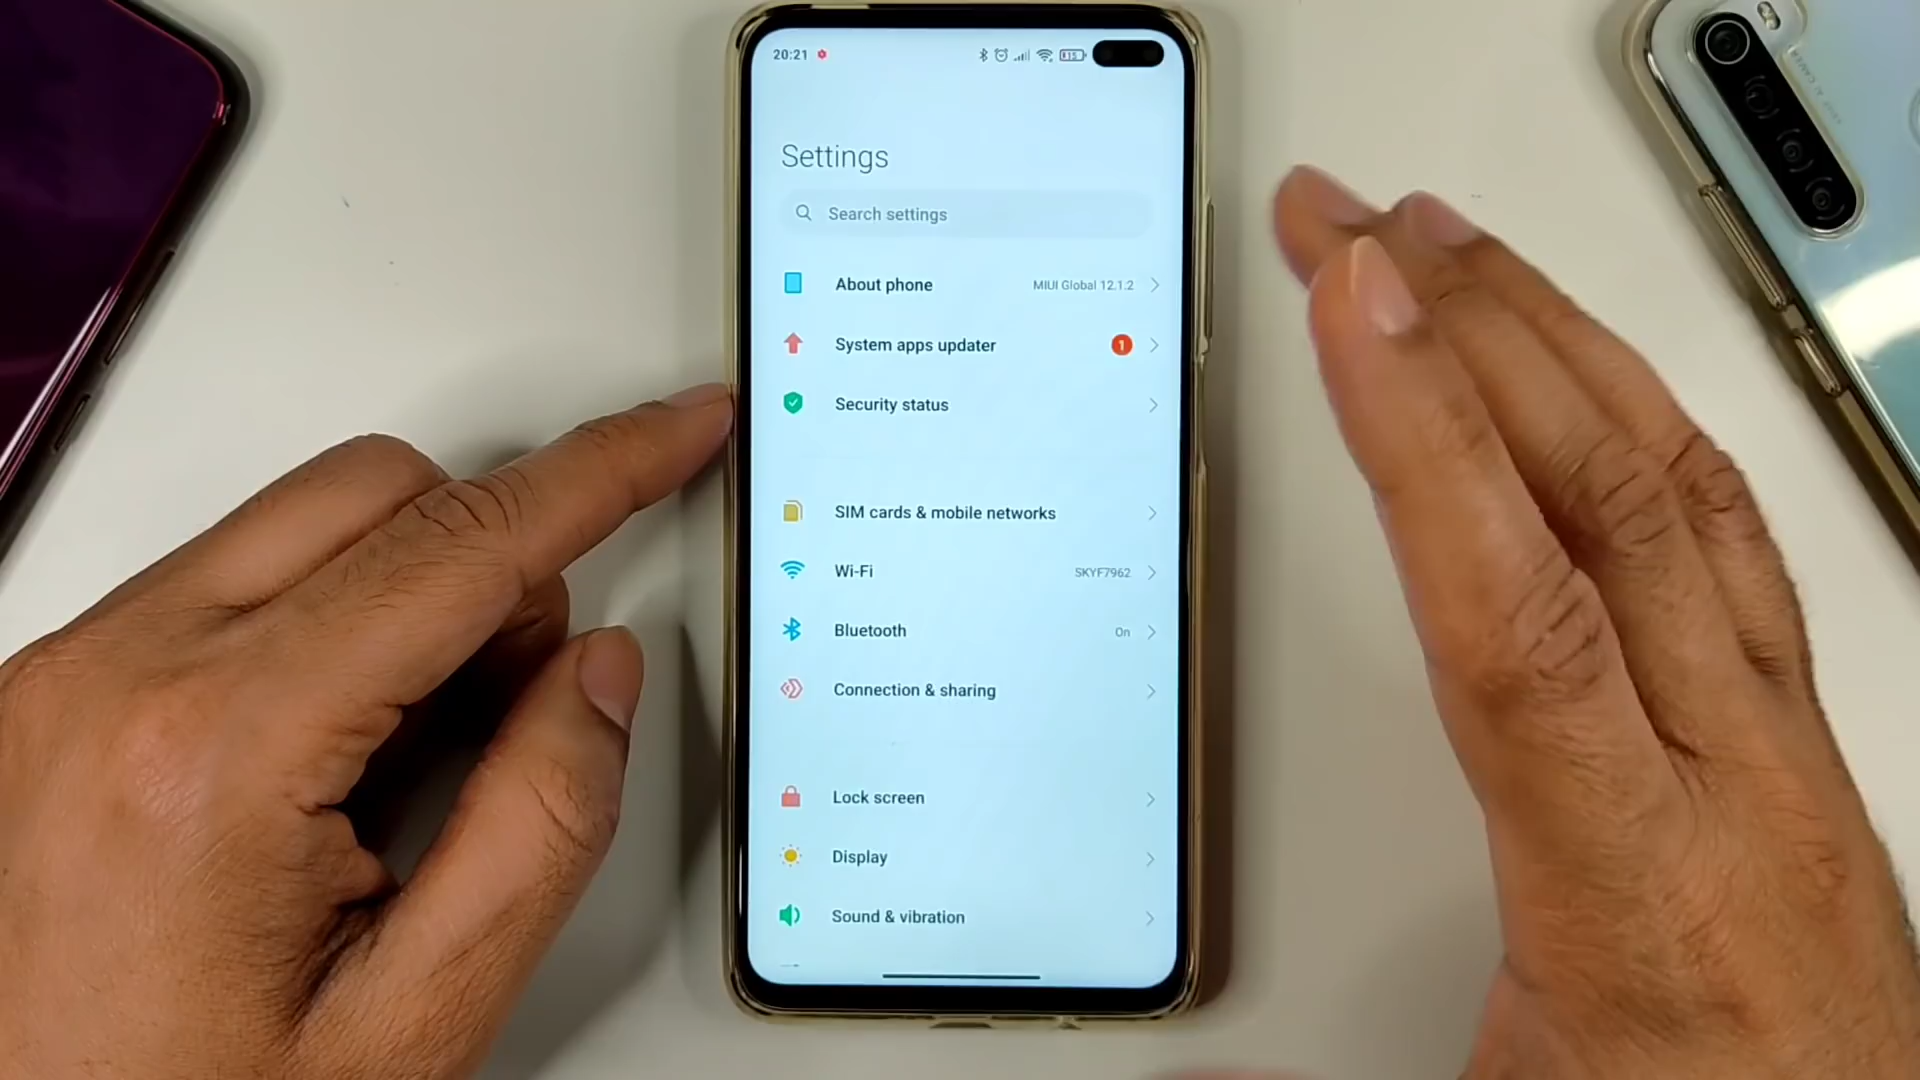 20:21
15
Settings
Search settings
About phone MIUI Global 12.1.2
System apps updater 1
Security status
SIM cards & mobile networks
Wi-Fi SKYF7962
Bluetooth On
Connection & sharing
Lock screen
Display
Sound & vibration